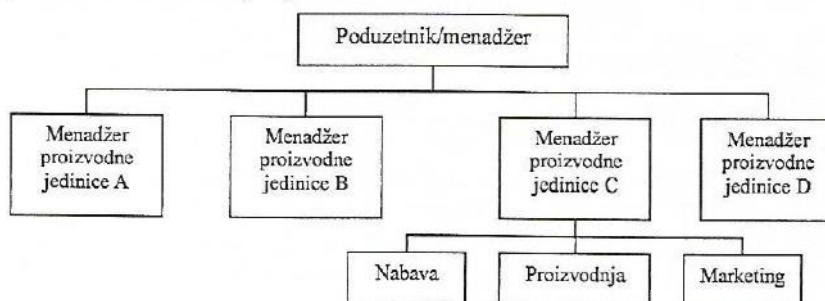 Poduzetnik/menadžer
Menadžer
proizvodne
jedinice A
Menadžer
proizvodne
jedinice B
Menadžer
proizvodne
jedinice C
Menadžer
proizvodne
jedinice D
Nabava
Proizvodnja
Marketing